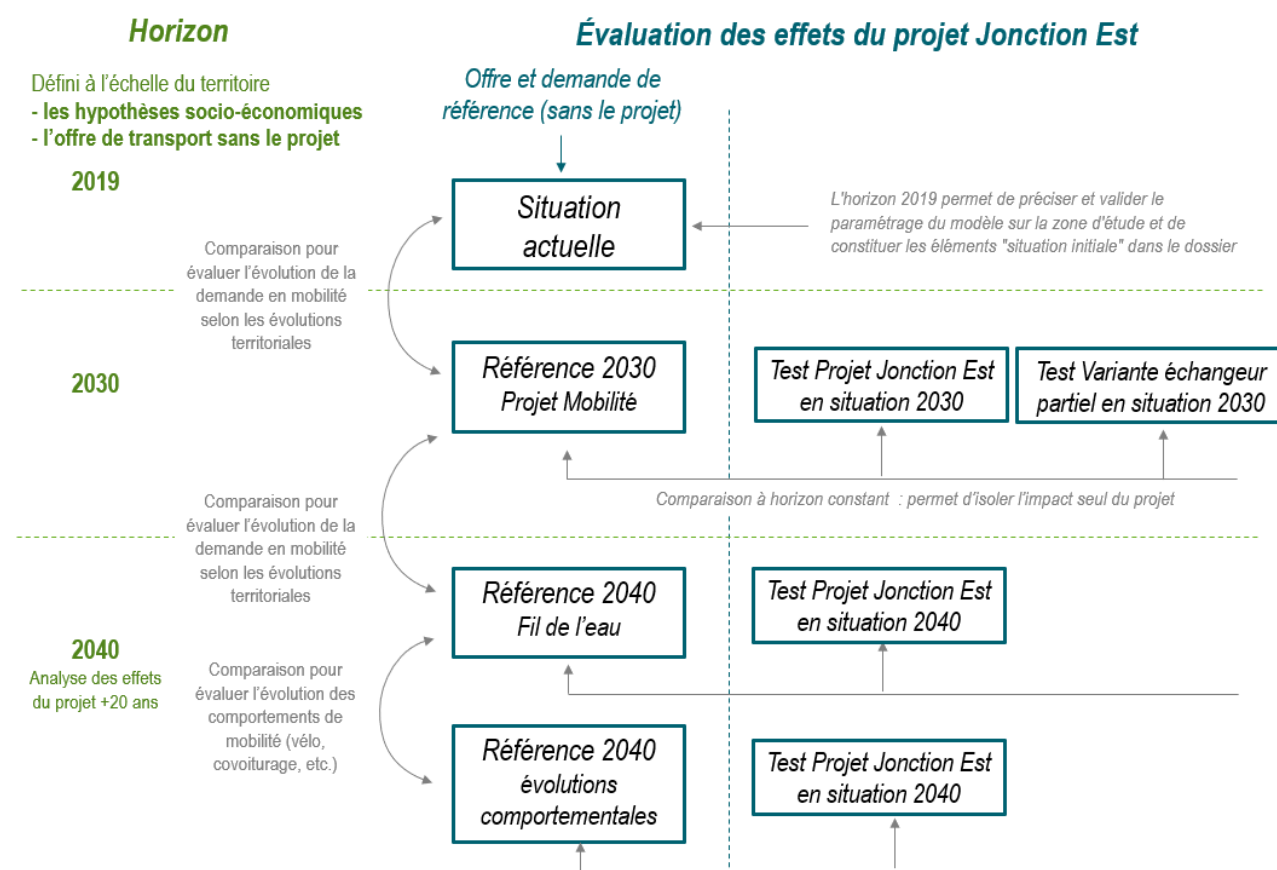 Horizon
Évaluation des effets du projet Jonction Est
Défini à l'échelle du territoire
- les hypothèses socio-économiques
- l'offre de transport sans le projet
Offre et demande de
référence (sans le projet)
2019
Situation
actuelle
L'horizon 2019 permet de préciser et valider le
paramétrage du modèle sur la zone d'étude et de
constituer les éléments "situation initiale" dans le dossier
Comparaison pour
évaluer l'évolution de la
demande en mobilité
selon les évolutions
territoriales
2030
Référence 2030
Projet Mobilité
Test Projet Jonction Est
en situation 2030
Test Variante échangeur
partiel en situation 2030
Comparaison à horizon constant : permet d'isoler l'impact seul du projet
Comparaison pour
évaluer l'évolution de la
demande en mobilité
selon les évolutions
territoriales
2040
Analyse des effets
du projet +20 ans
Référence 2040
Fil de l'eau
Test Projet Jonction Est
en situation 2040
Comparaison pour
évaluer l'évolution des
comportements de
mobilité (vélo,
covoiturage, etc.)
Référence 2040
évolutions
comportementales
Test Projet Jonction Est
en situation 2040